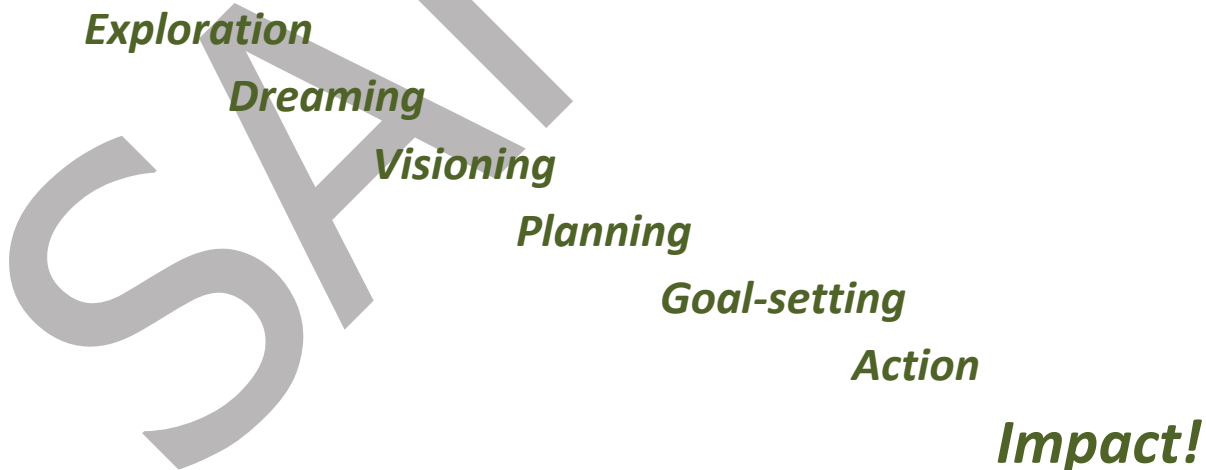 Exploration
Dreaming
Visioning
Planning
Goal-setting
Action
Impact!
SA